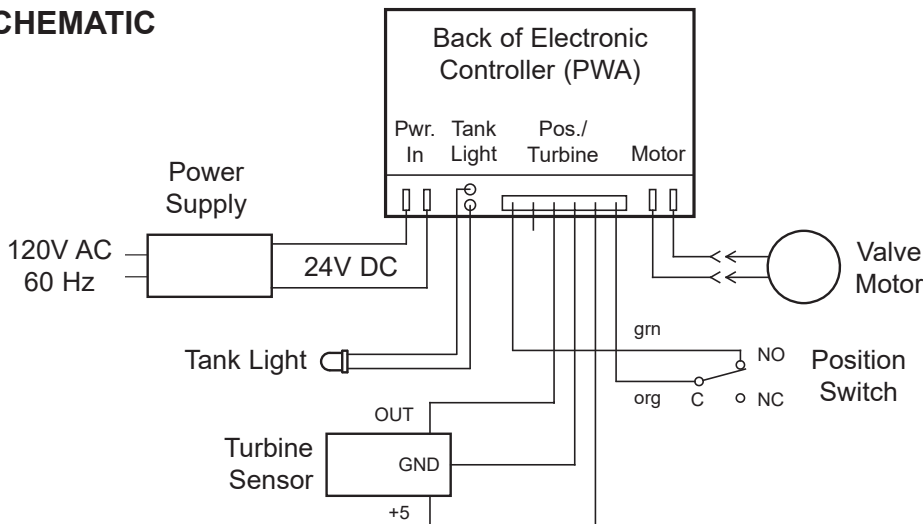 CHEMATIC
Back of Electronic
Controller (PWA)
Pwr.
In
Tank
Light
Pos./
Turbine
Motor
Power
Supply
120V AC
60 Hz
24V DC
Valve
Motor
grn
NO
Position
Switch
Tank Light
org
C
NC
OUT
Turbine
Sensor
GND
+5